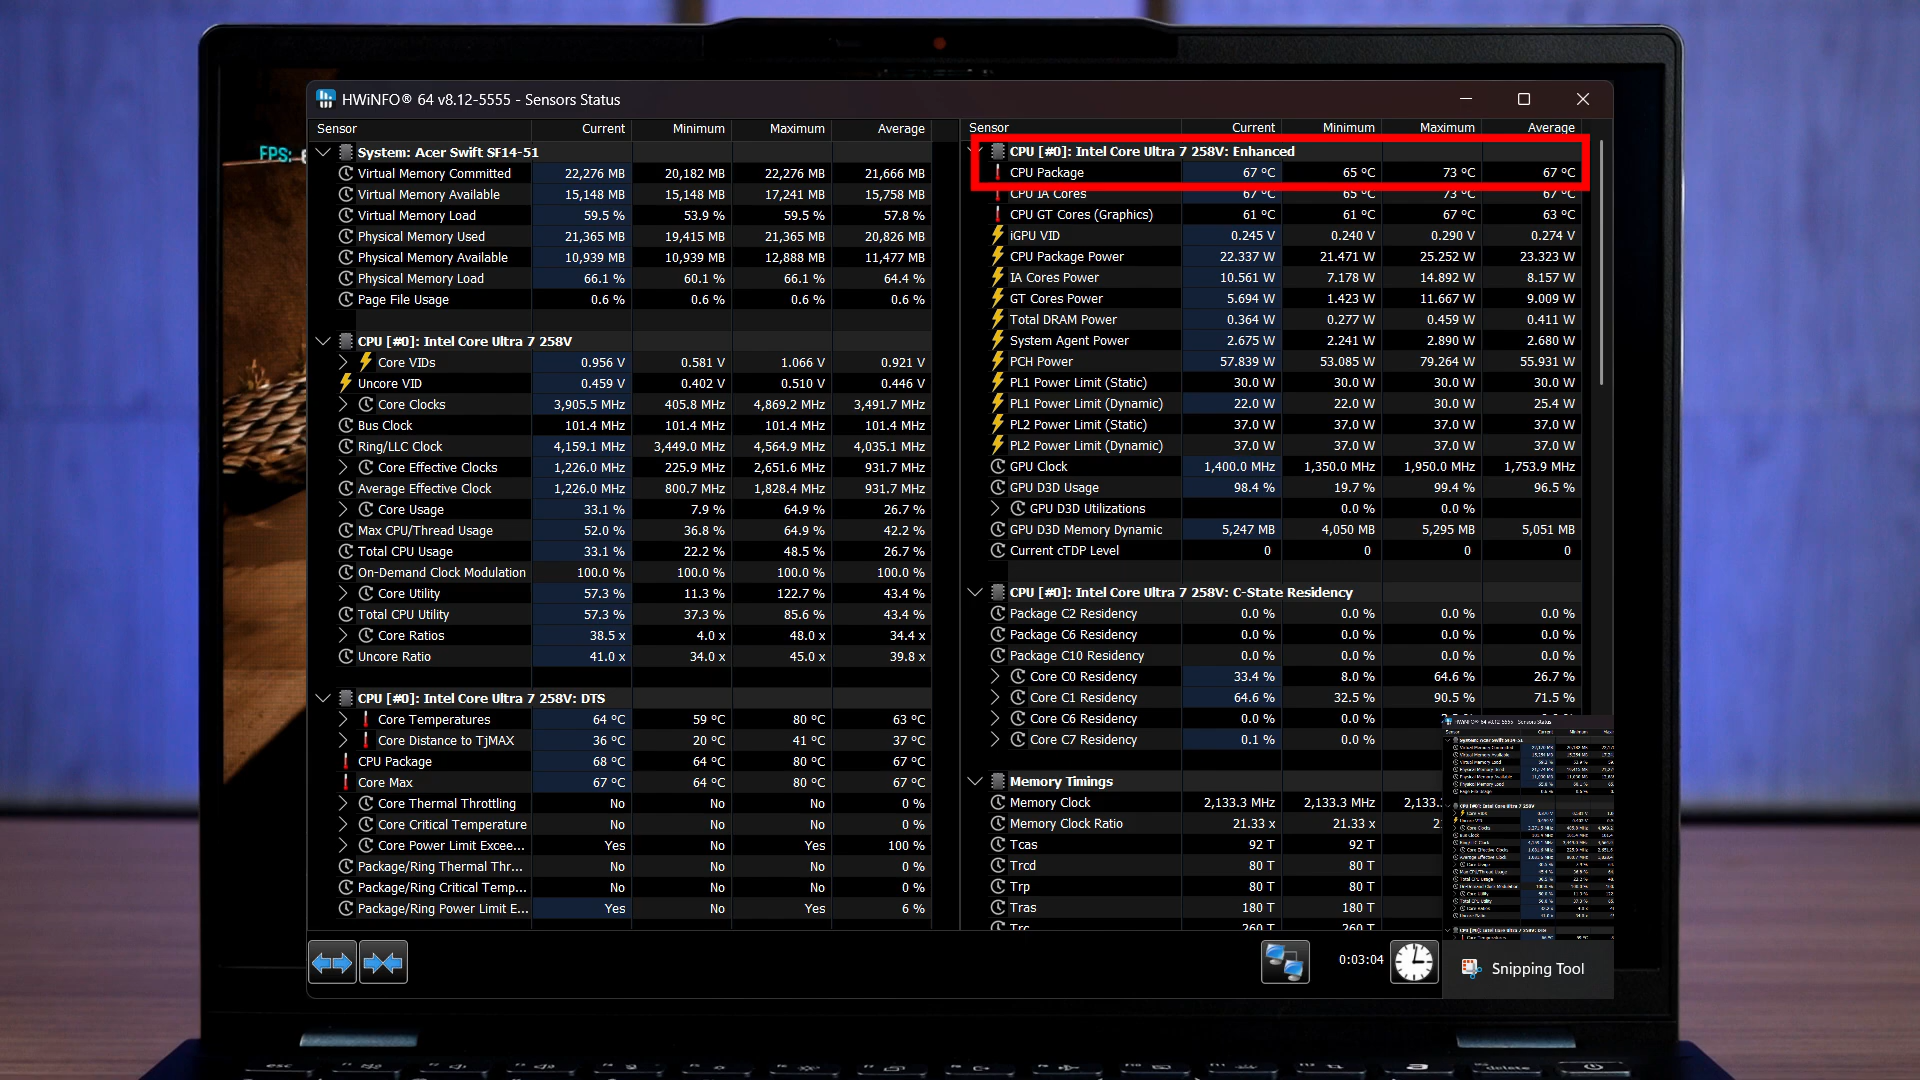 HWiNFO® 64 v8.12-5555 - Sensors Status
FPS:
Sensor Current Minimum Maximum Average
System: Acer Swift SF14-51
Virtual Memory Committed 22,276 MB 20,182 MB 22,276 MB 21,666 MB
Virtual Memory Available 15,148 MB 15,148 MB 17,241 MB 15,758 MB
Virtual Memory Load 59.5 % 53.9 % 59.5 % 57.8 %
Physical Memory Used 21,365 MB 19,415 MB 21,365 MB 20,826 MB
Physical Memory Available 10,939 MB 10,939 MB 12,888 MB 11,477 MB
Physical Memory Load 66.1 % 60.1 % 66.1 % 64.4 %
Page File Usage 0.6 % 0.6 % 0.6 % 0.6 %
CPU [#0]: Intel Core Ultra 7 258V
Core VIDs 0.956 V 0.581 V 1.066 V 0.921 V
Uncore VID 0.459 V 0.402 V 0.510 V 0.446 V
Core Clocks 3,905.5 MHz 405.8 MHz 4,869.2 MHz 3,491.7 MHz
Bus Clock 101.4 MHz 101.4 MHz 101.4 MHz 101.4 MHz
Ring/LLC Clock 4,159.1 MHz 3,449.0 MHz 4,564.9 MHz 4,035.1 MHz
Core Effective Clocks 1,226.0 MHz 225.9 MHz 2,651.6 MHz 931.7 MHz
Average Effective Clock 1,226.0 MHz 800.7 MHz 1,828.4 MHz 931.7 MHz
Core Usage 33.1 % 7.9 % 64.9 % 26.7 %
Max CPU/Thread Usage 52.0 % 36.8 % 64.9 % 42.2 %
Total CPU Usage 33.1 % 22.2 % 48.5 % 26.7 %
On-Demand Clock Modulation 100.0 % 100.0 % 100.0 % 100.0 %
Core Utility 57.3 % 11.3 % 122.7 % 43.4 %
Total CPU Utility 57.3 % 37.3 % 85.6 % 43.4 %
Core Ratios 38.5 x 4.0 x 48.0 x 34.4 x
Uncore Ratio 41.0 x 34.0 x 45.0 x 39.8 x
CPU [#0]: Intel Core Ultra 7 258V: DTS
Core Temperatures 64 °C 59 °C 80 °C 63 °C
Core Distance to TjMAX 36 °C 20 °C 41 °C 37 °C
CPU Package 68 °C 64 °C 80 °C 67 °C
Core Max 67 °C 64 °C 80 °C 67 °C
Core Thermal Throttling No No No 0 %
Core Critical Temperature No No No 0 %
Core Power Limit Excee... Yes No Yes 100 %
Package/Ring Thermal Thr... No No No 0 %
Package/Ring Critical Temp... No No No 0 %
Package/Ring Power Limit E... Yes No Yes 6 %
Sensor Current Minimum Maximum Average
CPU [#0]: Intel Core Ultra 7 258V: Enhanced
CPU Package 67 °C 65 °C 73 °C 67 °C
CPU IA Cores 67 °C 65 °C 73 °C 67 °C
CPU GT Cores (Graphics) 61 °C 61 °C 67 °C 63 °C
iGPU VID 0.245 V 0.240 V 0.290 V 0.274 V
CPU Package Power 22.337 W 21.471 W 25.252 W 23.323 W
IA Cores Power 10.561 W 7.178 W 14.892 W 8.157 W
GT Cores Power 5.694 W 1.423 W 11.667 W 9.009 W
Total DRAM Power 0.364 W 0.277 W 0.459 W 0.411 W
System Agent Power 2.675 W 2.241 W 2.890 W 2.680 W
PCH Power 57.839 W 53.085 W 79.264 W 55.931 W
PL1 Power Limit (Static) 30.0 W 30.0 W 30.0 W 30.0 W
PL1 Power Limit (Dynamic) 22.0 W 22.0 W 30.0 W 25.4 W
PL2 Power Limit (Static) 37.0 W 37.0 W 37.0 W 37.0 W
PL2 Power Limit (Dynamic) 37.0 W 37.0 W 37.0 W 37.0 W
GPU Clock 1,400.0 MHz 1,350.0 MHz 1,950.0 MHz 1,753.9 MHz
GPU D3D Usage 98.4 % 19.7 % 99.4 % 96.5 %
GPU D3D Utilizations 0.0 % 0.0 %
GPU D3D Memory Dynamic 5,247 MB 4,050 MB 5,295 MB 5,051 MB
Current cTDP Level 0 0 0 0
CPU [#0]: Intel Core Ultra 7 258V: C-State Residency
Package C2 Residency 0.0 % 0.0 % 0.0 % 0.0 %
Package C6 Residency 0.0 % 0.0 % 0.0 % 0.0 %
Package C10 Residency 0.0 % 0.0 % 0.0 % 0.0 %
Core C0 Residency 33.4 % 8.0 % 64.6 % 26.7 %
Core C1 Residency 64.6 % 32.5 % 90.5 % 71.5 %
Core C6 Residency 0.0 % 0.0 %
Core C7 Residency 0.1 % 0.0 %
Memory Timings
Memory Clock 2,133.3 MHz 2,133.3 MHz 2,133.
Memory Clock Ratio 21.33 x 21.33 x 2
Tcas 92 T 92 T
Trcd 80 T 80 T
Trp 80 T 80 T
Tras 180 T 180 T
Trc 260 T 260 T
0:03:04
Snipping Tool